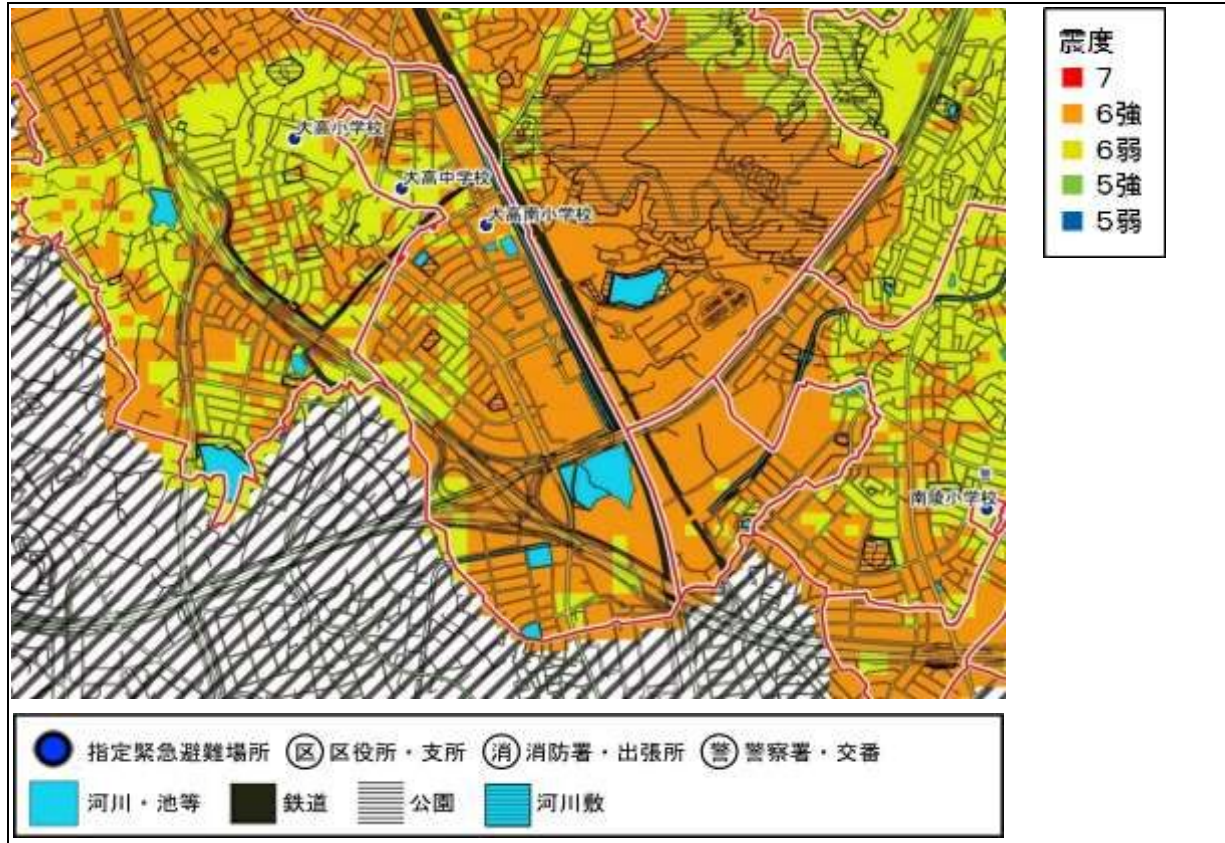 大高小学校
大高中学校
大高南小学校
南陵小学校
警
震度
7
6強
6弱
5強
5弱
指定緊急避難場所 区 区役所・支所 消 消防署・出張所 警 警察署・交番
河川・池等 鉄道 公園 河川敷